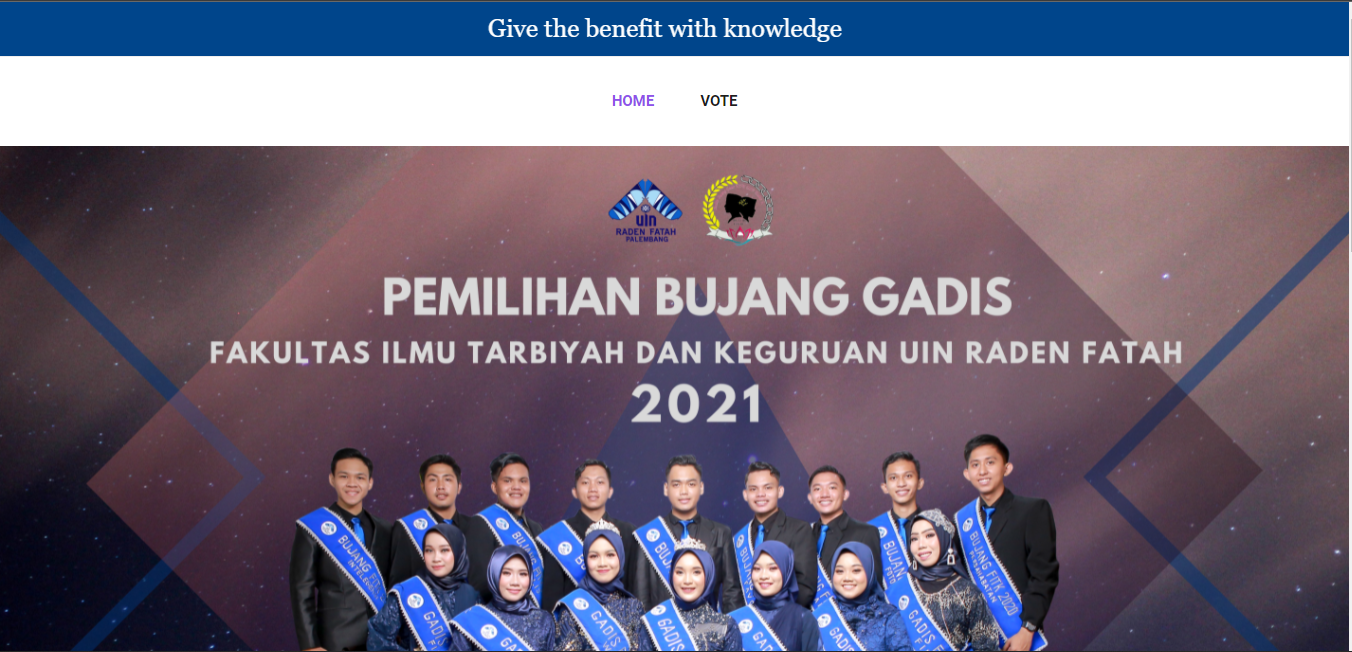 Give the benefit with knowledge
HOME
VOTE
uin
RADEN FATAH
PALEMBANG
PEMILIHAN BUJANG GADIS
FAKULTAS ILMU TARBIYAH DAN KEGURUAN UIN RADEN FATAH
2021
BUJANG FITK
BUJANG
BUJANG
BUJANG FITK 2020
GADIS
GADIS
GADIS
GADIS
GADIS
GADIS F